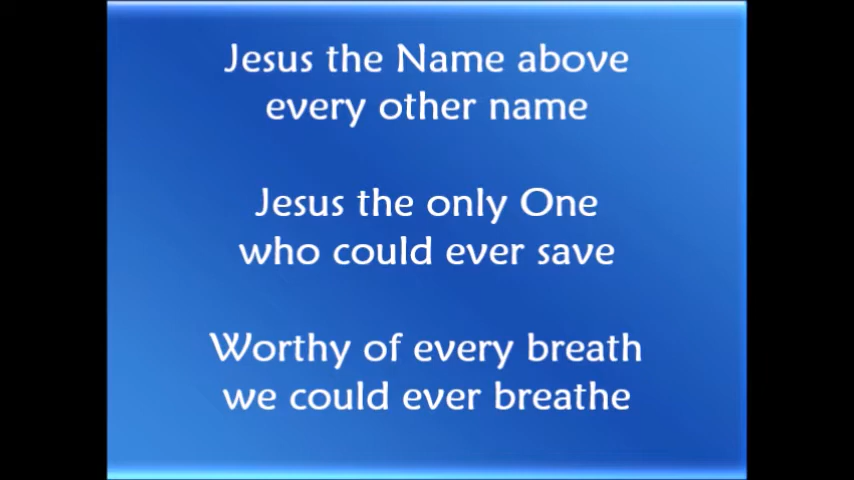 Jesus the Name above
every other name
Jesus the only One
who could ever save
Worthy of every breath
we could ever breathe